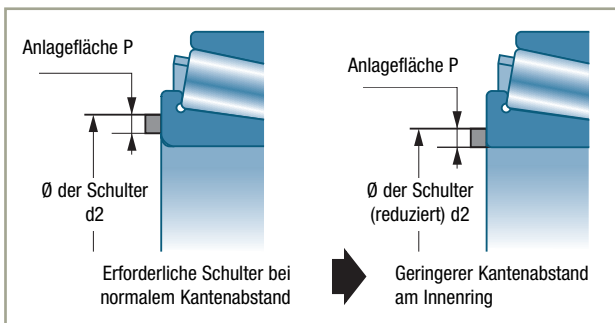 Anlagefläche P
Ø der Schulter
d2
Erforderliche Schulter bei
normalem Kantenabstand
Anlagefläche P
Ø der Schulter
(reduziert) d2
Geringerer Kantenabstand
am Innenring